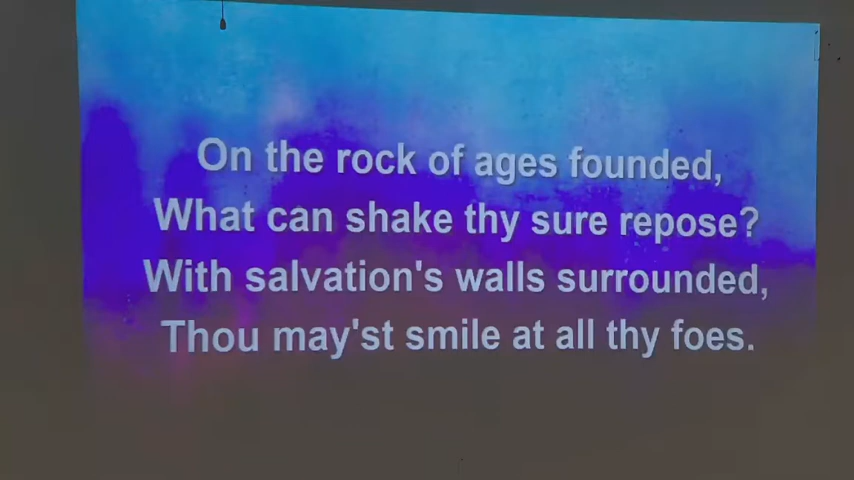 On the rock of ages founded,
What can shake thy sure repose?
With salvation's walls surrounded,
Thou may'st smile at all thy foes.